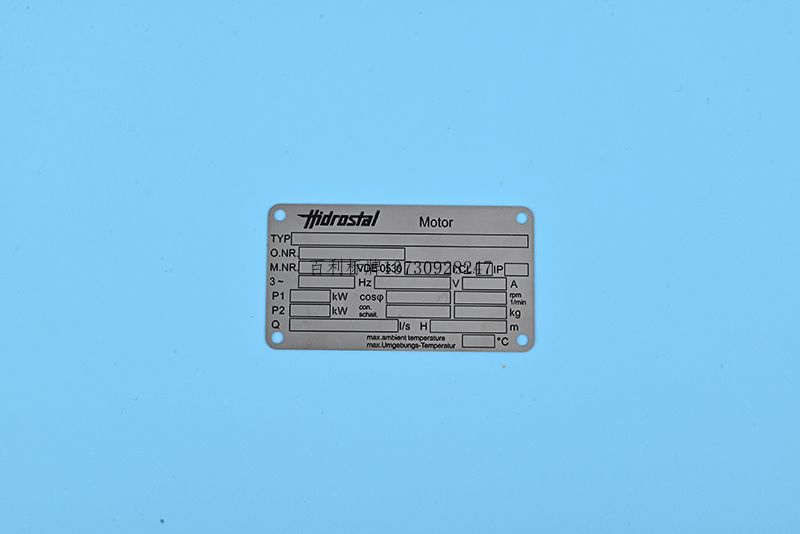 Hidrostal Motor
TYP
O.NR.
M.NR. VDE 0530 I.CL. IP
百利标牌13730928247
3~ Hz V A
P1 kW cosφ rpm 1/min
P2 kW con. schalt. kg
Q l/s H m
max.ambient temperature
max.Umgebungs-Temperatur °C